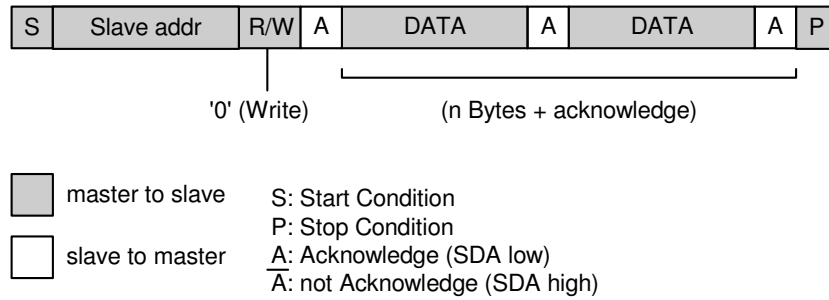 S Slave addr R/W A DATA A DATA A P
'0' (Write) (n Bytes + acknowledge)
master to slave
slave to master
S: Start Condition
P: Stop Condition
A: Acknowledge (SDA low)
A̅: not Acknowledge (SDA high)